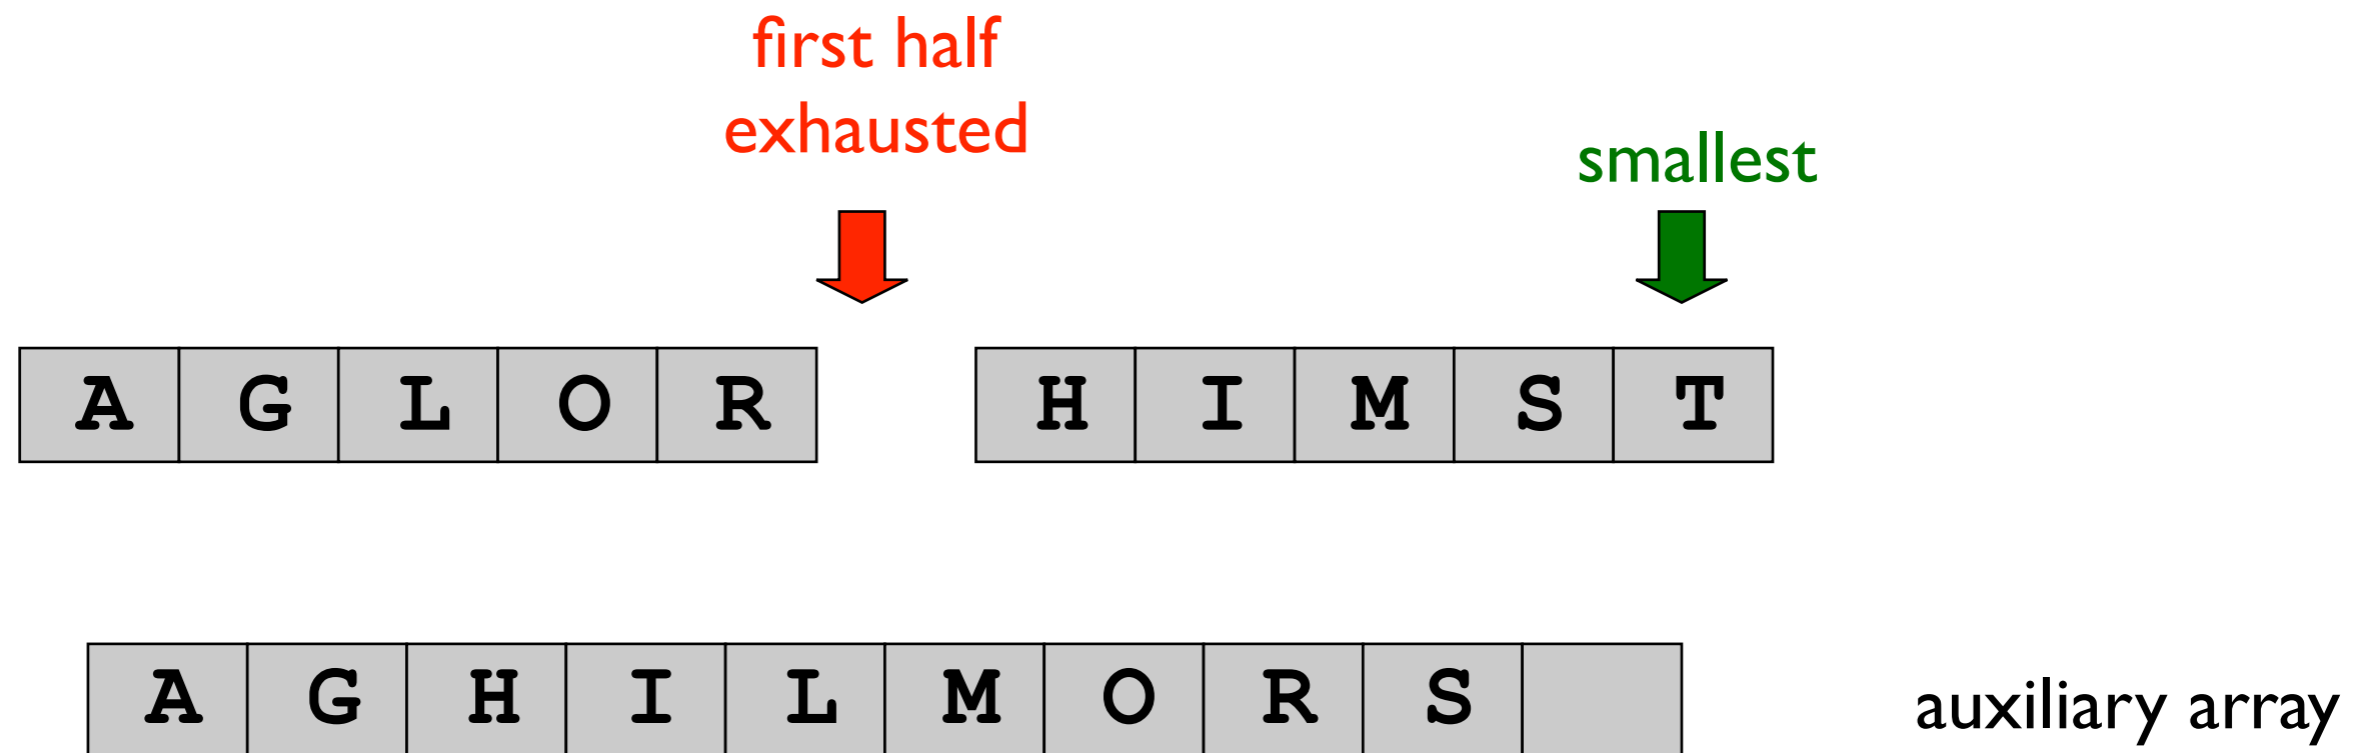 first half
exhausted
smallest
A G L O R H I M S T
A G H I L M O R S
auxiliary array